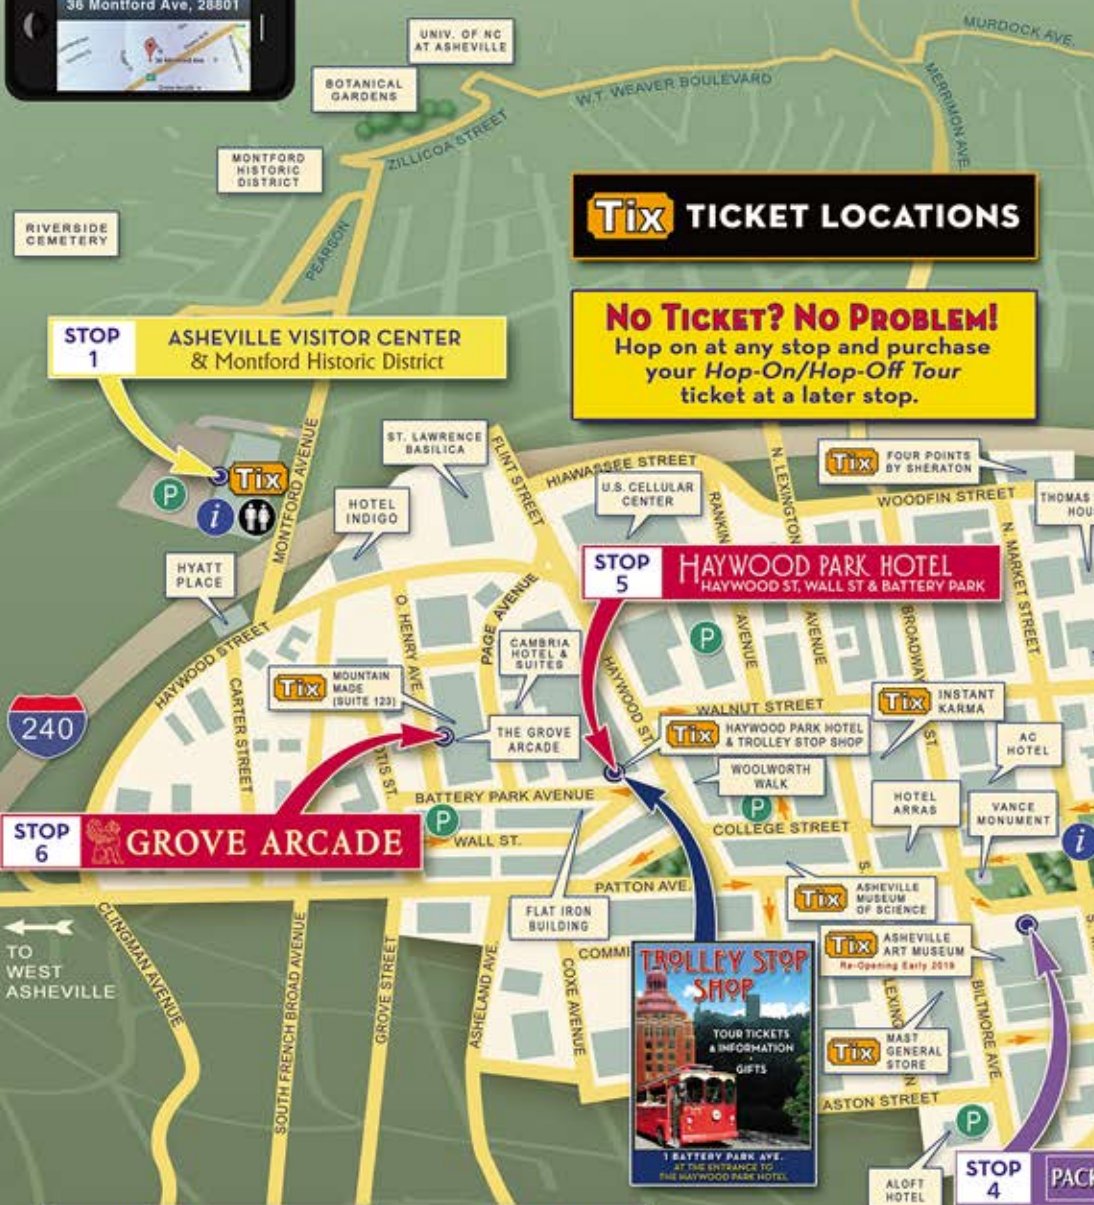 36 Montford Ave, 28801
UNIV. OF NC
AT ASHEVILLE
MURDOCK AVE.
BOTANICAL
GARDENS
W.T. WEAVER BOULEVARD
MERRIMON AVE.
ZILLICOA STREET
MONTFORD
HISTORIC
DISTRICT
RIVERSIDE
CEMETERY
PEARSON
Tix TICKET LOCATIONS
NO TICKET? NO PROBLEM!
Hop on at any stop and purchase
your Hop-On/Hop-Off Tour
ticket at a later stop.
STOP
1
ASHEVILLE VISITOR CENTER
& Montford Historic District
Tix
P
i
MONTFORD AVENUE
ST. LAWRENCE
BASILICA
FLINT STREET
HIAWASSEE STREET
U.S. CELLULAR
CENTER
RANKIN
AVENUE
N. LEXINGTON
AVENUE
Tix FOUR POINTS
BY SHERATON
WOODFIN STREET
THOMAS
HOU
N. MARKET STREET
HOTEL
INDIGO
HYATT
PLACE
STOP
5
HAYWOOD PARK HOTEL
HAYWOOD ST, WALL ST & BATTERY PARK
P
BROADWAY
ST.
HAYWOOD STREET
O. HENRY AVE
PAGE AVENUE
CAMBRIA
HOTEL &
SUITES
HAYWOOD ST.
Tix MOUNTAIN
MADE
(SUITE 123)
CARTER STREET
THE GROVE
ARCADE
OTIS ST.
WALNUT STREET
Tix INSTANT
KARMA
Tix HAYWOOD PARK HOTEL
& TROLLEY STOP SHOP
AC
HOTEL
WOOLWORTH
WALK
240
BATTERY PARK AVENUE
P
P
HOTEL
ARRAS
VANCE
MONUMENT
COLLEGE STREET
i
STOP
6
GROVE ARCADE
WALL ST.
PATTON AVE.
S.
Tix ASHEVILLE
MUSEUM
OF SCIENCE
FLAT IRON
BUILDING
TO
WEST
ASHEVILLE
CLINGMAN AVENUE
SOUTH FRENCH BROAD AVENUE
GROVE STREET
ASHELAND AVE.
COXE AVENUE
COMM
TROLLEY STOP
SHOP
TOUR TICKETS
& INFORMATION
•
GIFTS
1 BATTERY PARK AVE.
AT THE ENTRANCE TO
THE HAYWOOD PARK HOTEL
Tix ASHEVILLE
ART MUSEUM
Re-Opening Early 2019
LEXING
N
BILTMORE AVE.
Tix MAST
GENERAL
STORE
ASTON STREET
P
ALOFT
HOTEL
STOP
4
PACK